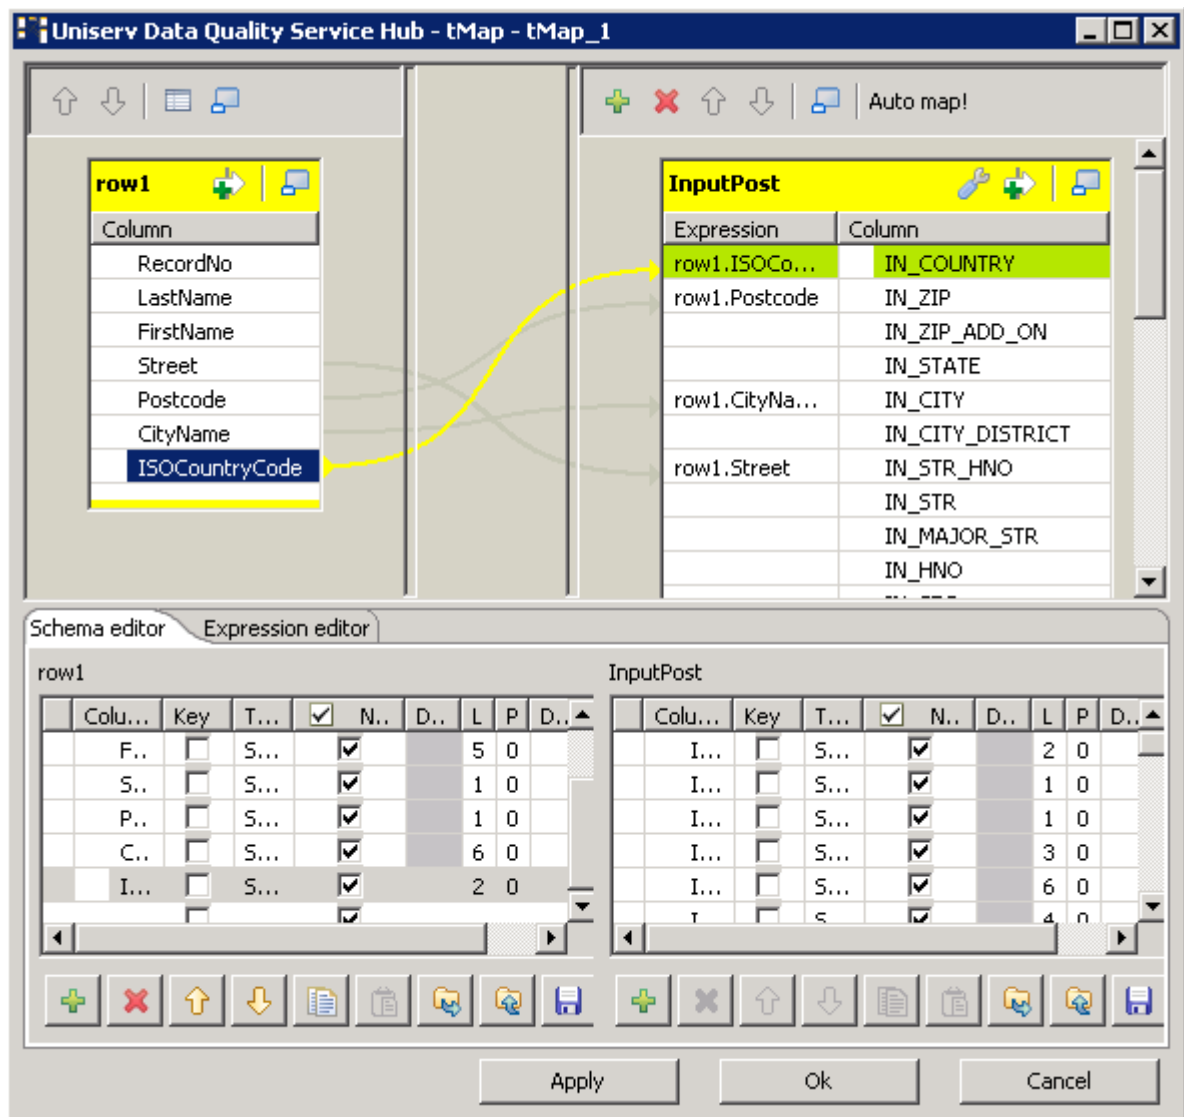 Uniserv Data Quality Service Hub - tMap - tMap_1
Auto map!
row1
Column
RecordNo
LastName
FirstName
Street
Postcode
CityName
ISOCountryCode
InputPost
Expression Column
row1.ISOCo... IN_COUNTRY
row1.Postcode IN_ZIP
IN_ZIP_ADD_ON
IN_STATE
row1.CityNa... IN_CITY
IN_CITY_DISTRICT
row1.Street IN_STR_HNO
IN_STR
IN_MAJOR_STR
IN_HNO
Schema editor Expression editor
row1
Colu... Key T... N.. D.. L P D..
F.. S... 5 0
S.. S... 1 0
P.. S... 1 0
C.. S... 6 0
I... S... 2 0
InputPost
Colu... Key T... N.. D.. L P D..
I... S... 2 0
I... S... 1 0
I... S... 1 0
I... S... 3 0
I... S... 6 0
Apply Ok Cancel